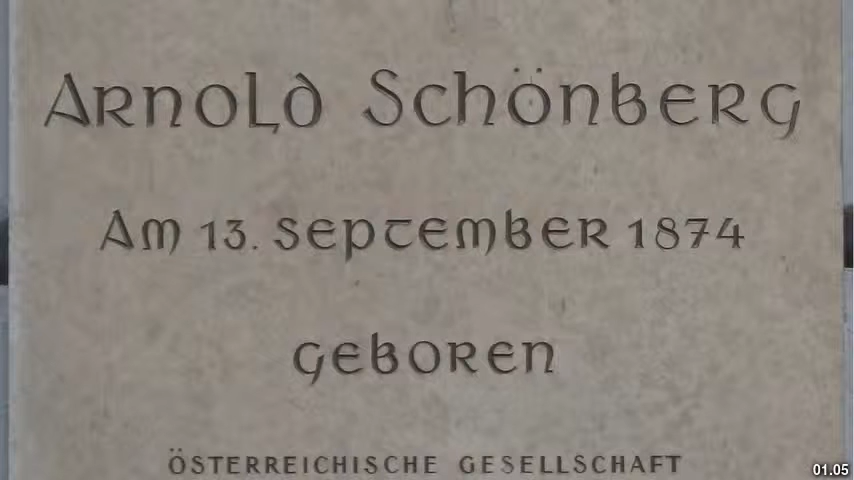 Arnold Schönberg
Am 13. September 1874
geboren
ÖSTERREICHISCHE GESELLSCHAFT
01.05